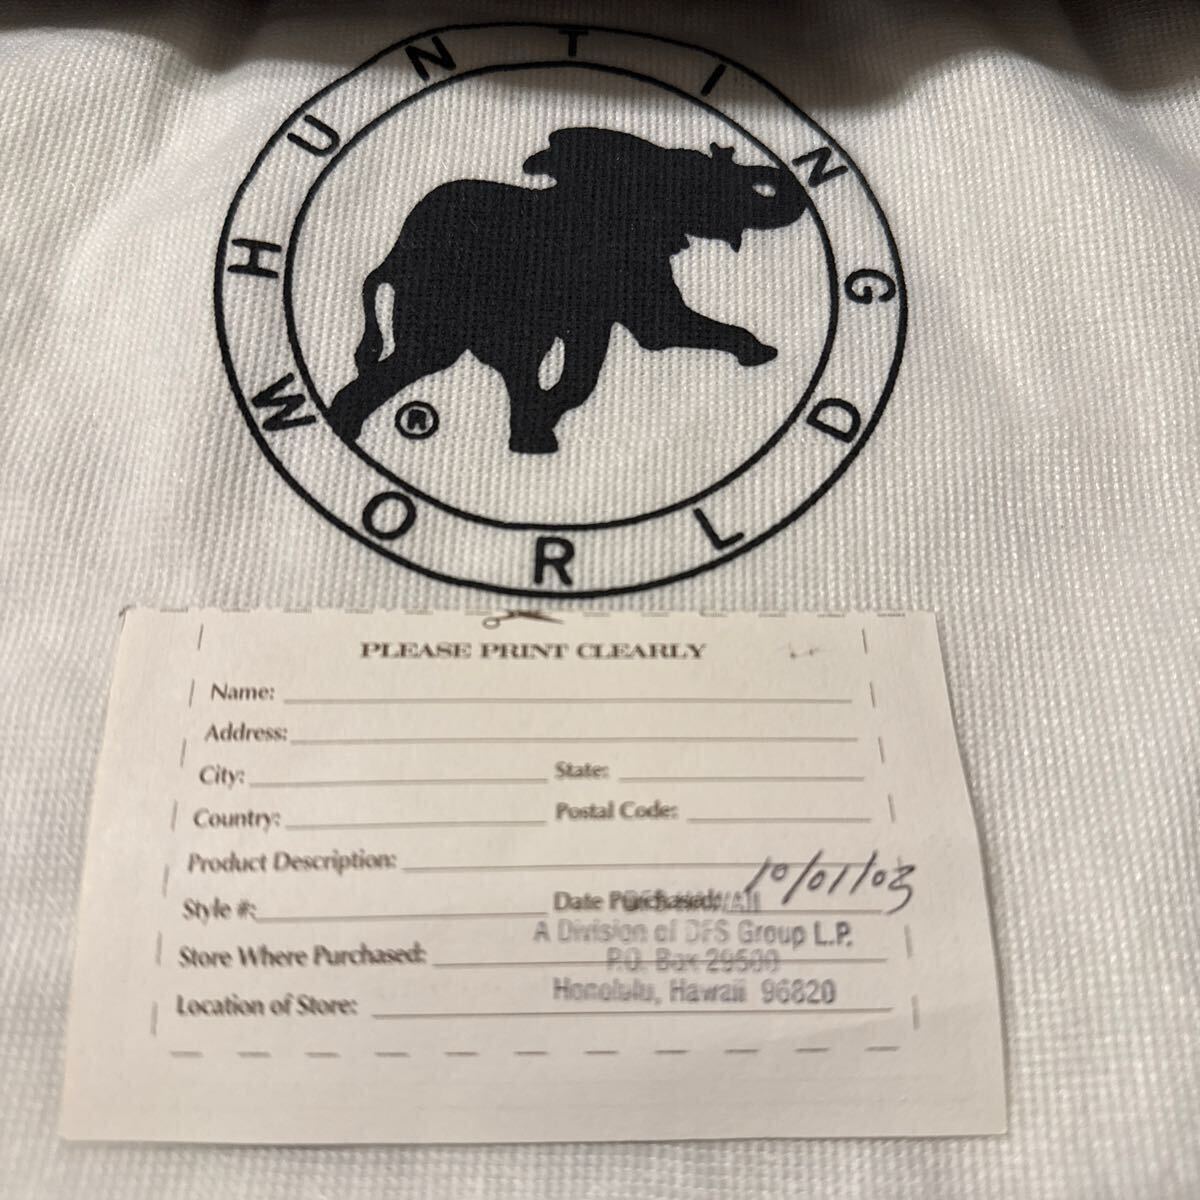 HUNTING
WORLD
®
PLEASE PRINT CLEARLY
Name:
Address:
City: State:
Country: Postal Code:
Product Description:
10/01/03
Style #: Date Purchased:
A Division of DFS Group L.P.
Store Where Purchased:
P.O. Box 29500
Honolulu, Hawaii 96820
Location of Store: